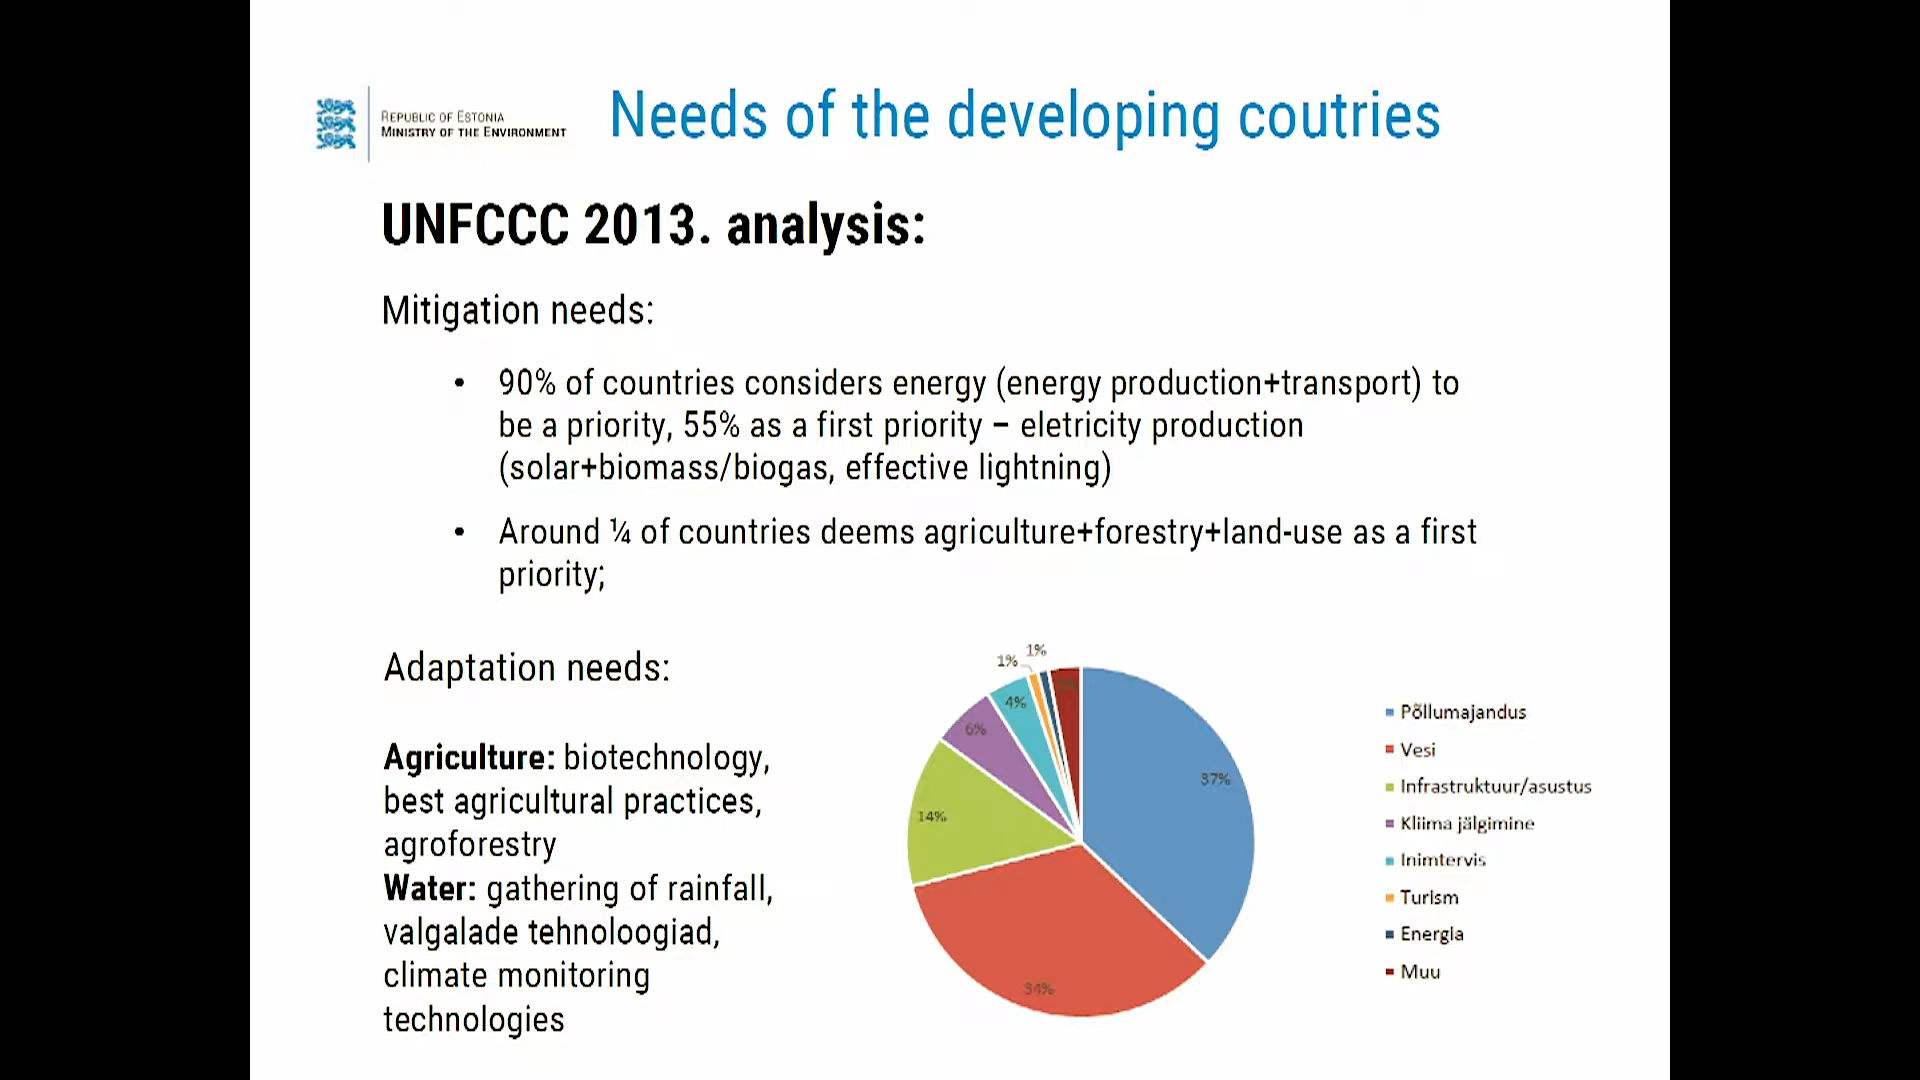 REPUBLIC OF ESTONIA
MINISTRY OF THE ENVIRONMENT
Needs of the developing coutries
UNFCCC 2013. analysis:
Mitigation needs:
• 90% of countries considers energy (energy production+transport) to
be a priority, 55% as a first priority – eletricity production
(solar+biomass/biogas, effective lightning)
• Around ¼ of countries deems agriculture+forestry+land-use as a first
priority;
Adaptation needs:
Agriculture: biotechnology,
best agricultural practices,
agroforestry
Water: gathering of rainfall,
valgalade tehnoloogiad,
climate monitoring
technologies
1%
1%
4%
6%
14%
37%
34%
Põllumajandus
Vesi
Infrastruktuur/asustus
Kliima jälgimine
Inimtervis
Turism
Energia
Muu